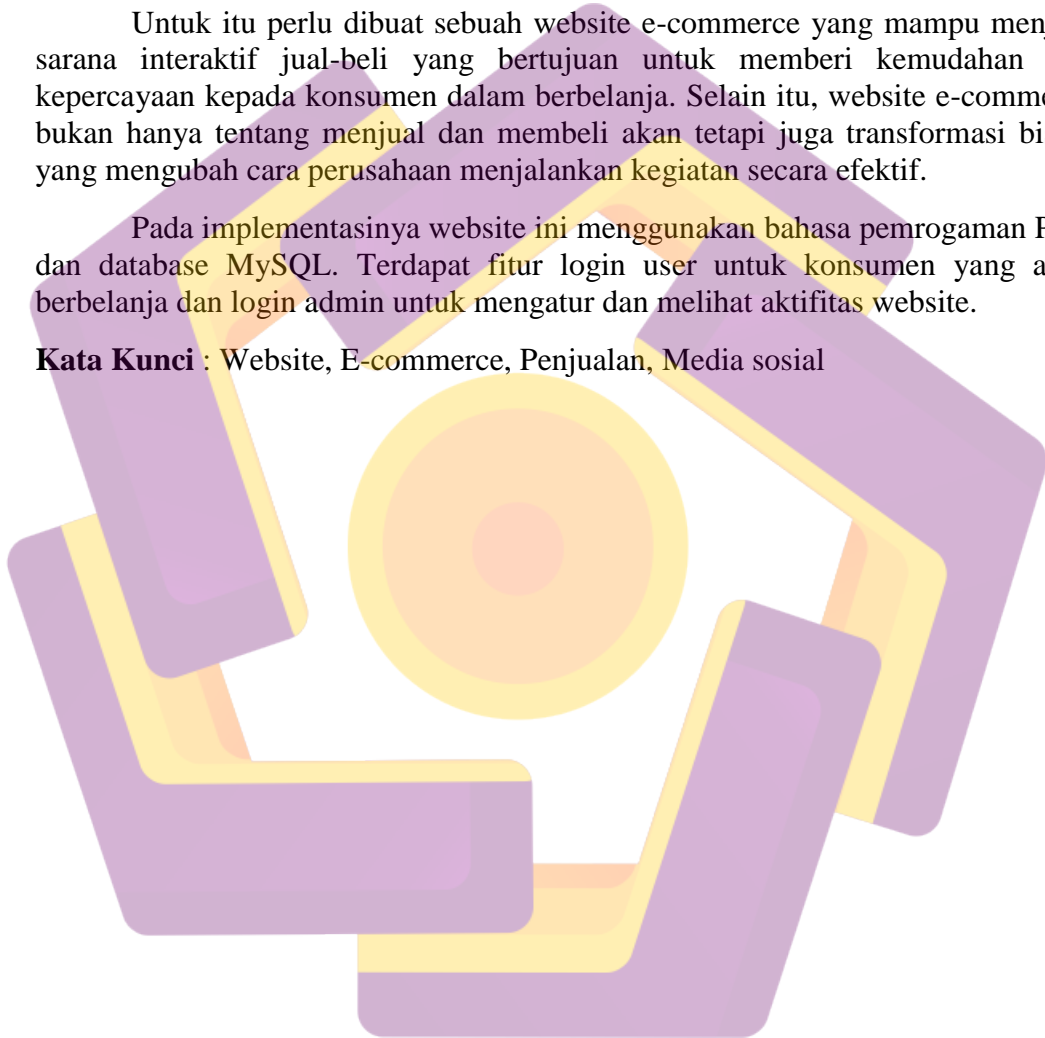 Untuk itu perlu dibuat sebuah website e-commerce yang mampu menj
sarana interaktif jual-beli yang bertujuan untuk memberi kemudahan
kepercayaan kepada konsumen dalam berbelanja. Selain itu, website e-comme
bukan hanya tentang menjual dan membeli akan tetapi juga transformasi bi
yang mengubah cara perusahaan menjalankan kegiatan secara efektif.
Pada implementasinya website ini menggunakan bahasa pemrogaman
dan database MySQL. Terdapat fitur login user untuk konsumen yang a
berbelanja dan login admin untuk mengatur dan melihat aktifitas website.
Kata Kunci : Website, E-commerce, Penjualan, Media sosial